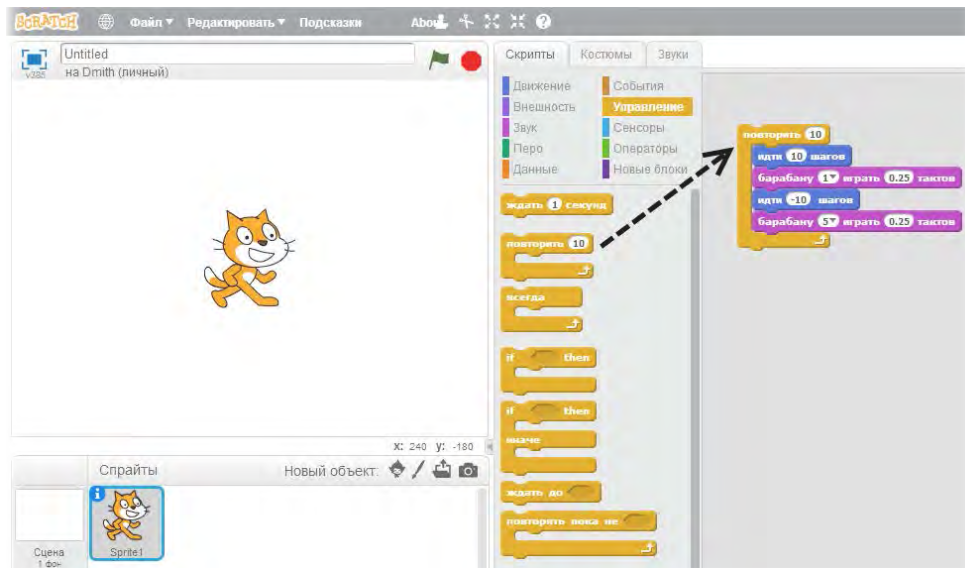 SCRATCH Файл Редактировать Подсказки About
Untitled
v385 на Dmith (личный)
Скрипты Костюмы Звуки
Движение События
Внешность Управление
Звук Сенсоры
Перо Операторы
Данные Новые блоки
ждать 1 секунд
повторить 10
всегда
if then
if then
иначе
ждать до
повторять пока не
повторить 10
идти 10 шагов
барабану 1 играть 0.25 тактов
идти -10 шагов
барабану 5 играть 0.25 тактов
x: 240 y: -180
Спрайты Новый объект:
Сцена
1 фон
Sprite1